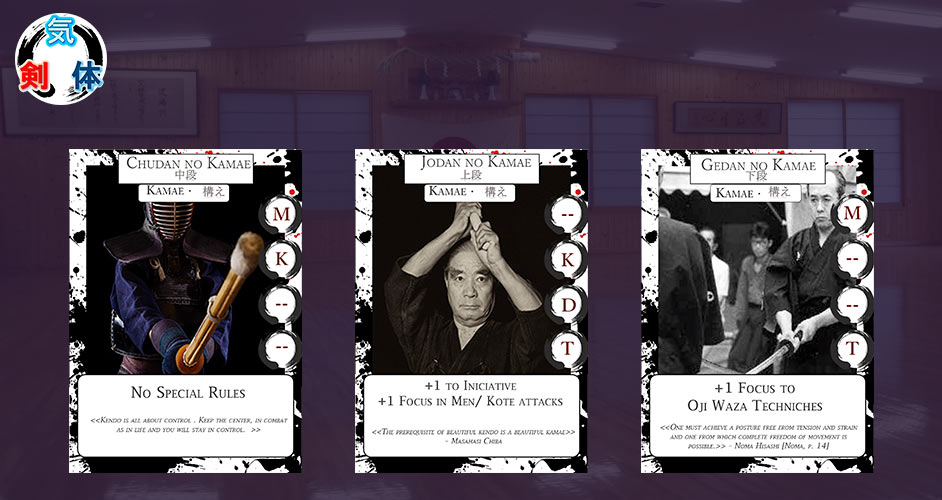 気
剣 体
Chudan no Kamae
中段
Kamae・ 構え
M
K
--
--
No Special Rules
<<Kendo is all about control . Keep the center, in combat
as in life and you will stay in control. >>
Jodan no Kamae
上段
Kamae・ 構え
--
K
D
T
+1 to Iniciative
+1 Focus in Men/ Kote attacks
<<The prerequisite of beautiful kendo is a beautiful kamae>>
– Masahasi Chiba
Gedan no Kamae
下段
Kamae・ 構え
M
--
--
T
+1 Focus to
Oji Waza Techniches
<<One must achieve a posture free from tension and strain
and one from which complete freedom of movement is
possible.>> – Noma Hisashi [Noma, p. 14]